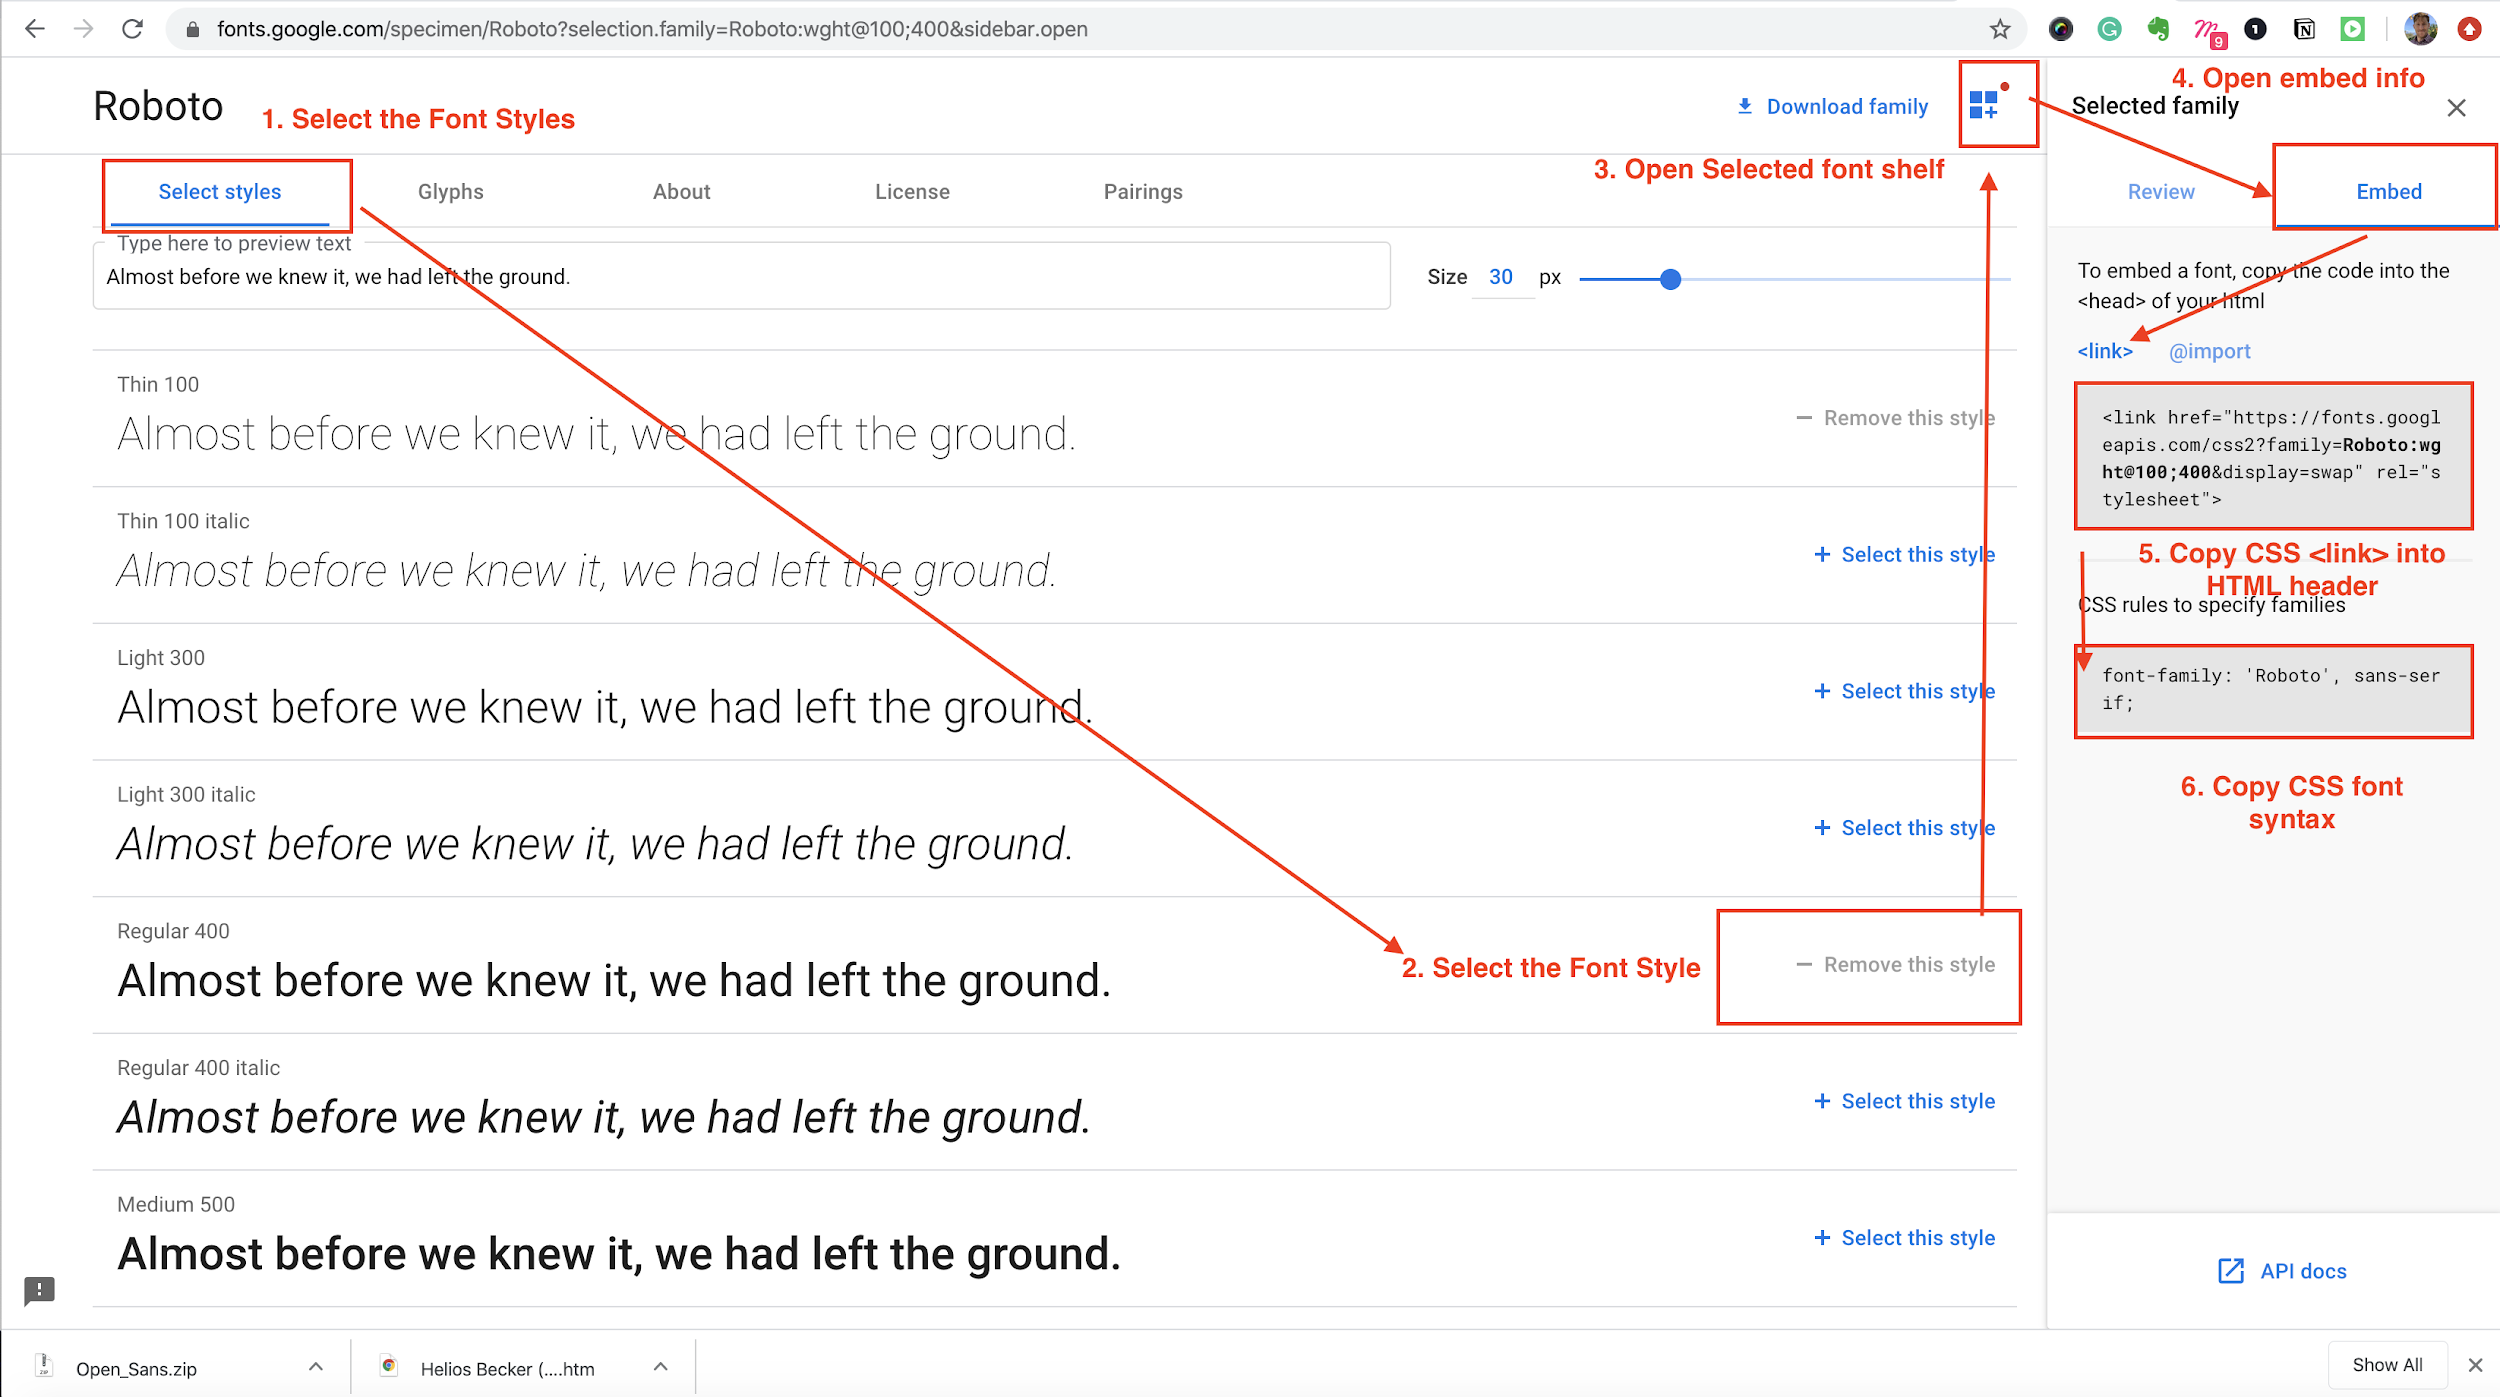 fonts.google.com/specimen/Roboto?selection.family=Roboto:wght@100;400&sidebar.open
9
1
Roboto
1. Select the Font Styles
Download family
3. Open Selected font shelf
Select styles
Glyphs
About
License
Pairings
Type here to preview text
Almost before we knew it, we had left the ground.
Size 30 px
Thin 100
Almost before we knew it, we had left the ground.
Remove this style
Thin 100 italic
Almost before we knew it, we had left the ground.
+ Select this style
Light 300
Almost before we knew it, we had left the ground.
+ Select this style
Light 300 italic
Almost before we knew it, we had left the ground.
+ Select this style
Regular 400
Almost before we knew it, we had left the ground.
2. Select the Font Style
Remove this style
Regular 400 italic
Almost before we knew it, we had left the ground.
+ Select this style
Medium 500
Almost before we knew it, we had left the ground.
+ Select this style
4. Open embed info
Selected family
Review
Embed
To embed a font, copy the code into the
<head> of your html
<link>
@import
<link href="https://fonts.googl
eapis.com/css2?family=Roboto:wg
ht@100;400&display=swap" rel="s
tylesheet">
5. Copy CSS <link> into
HTML header
CSS rules to specify families
font-family: 'Roboto', sans-ser
if;
6. Copy CSS font
syntax
API docs
Open_Sans.zip
Helios Becker (....htm
Show All